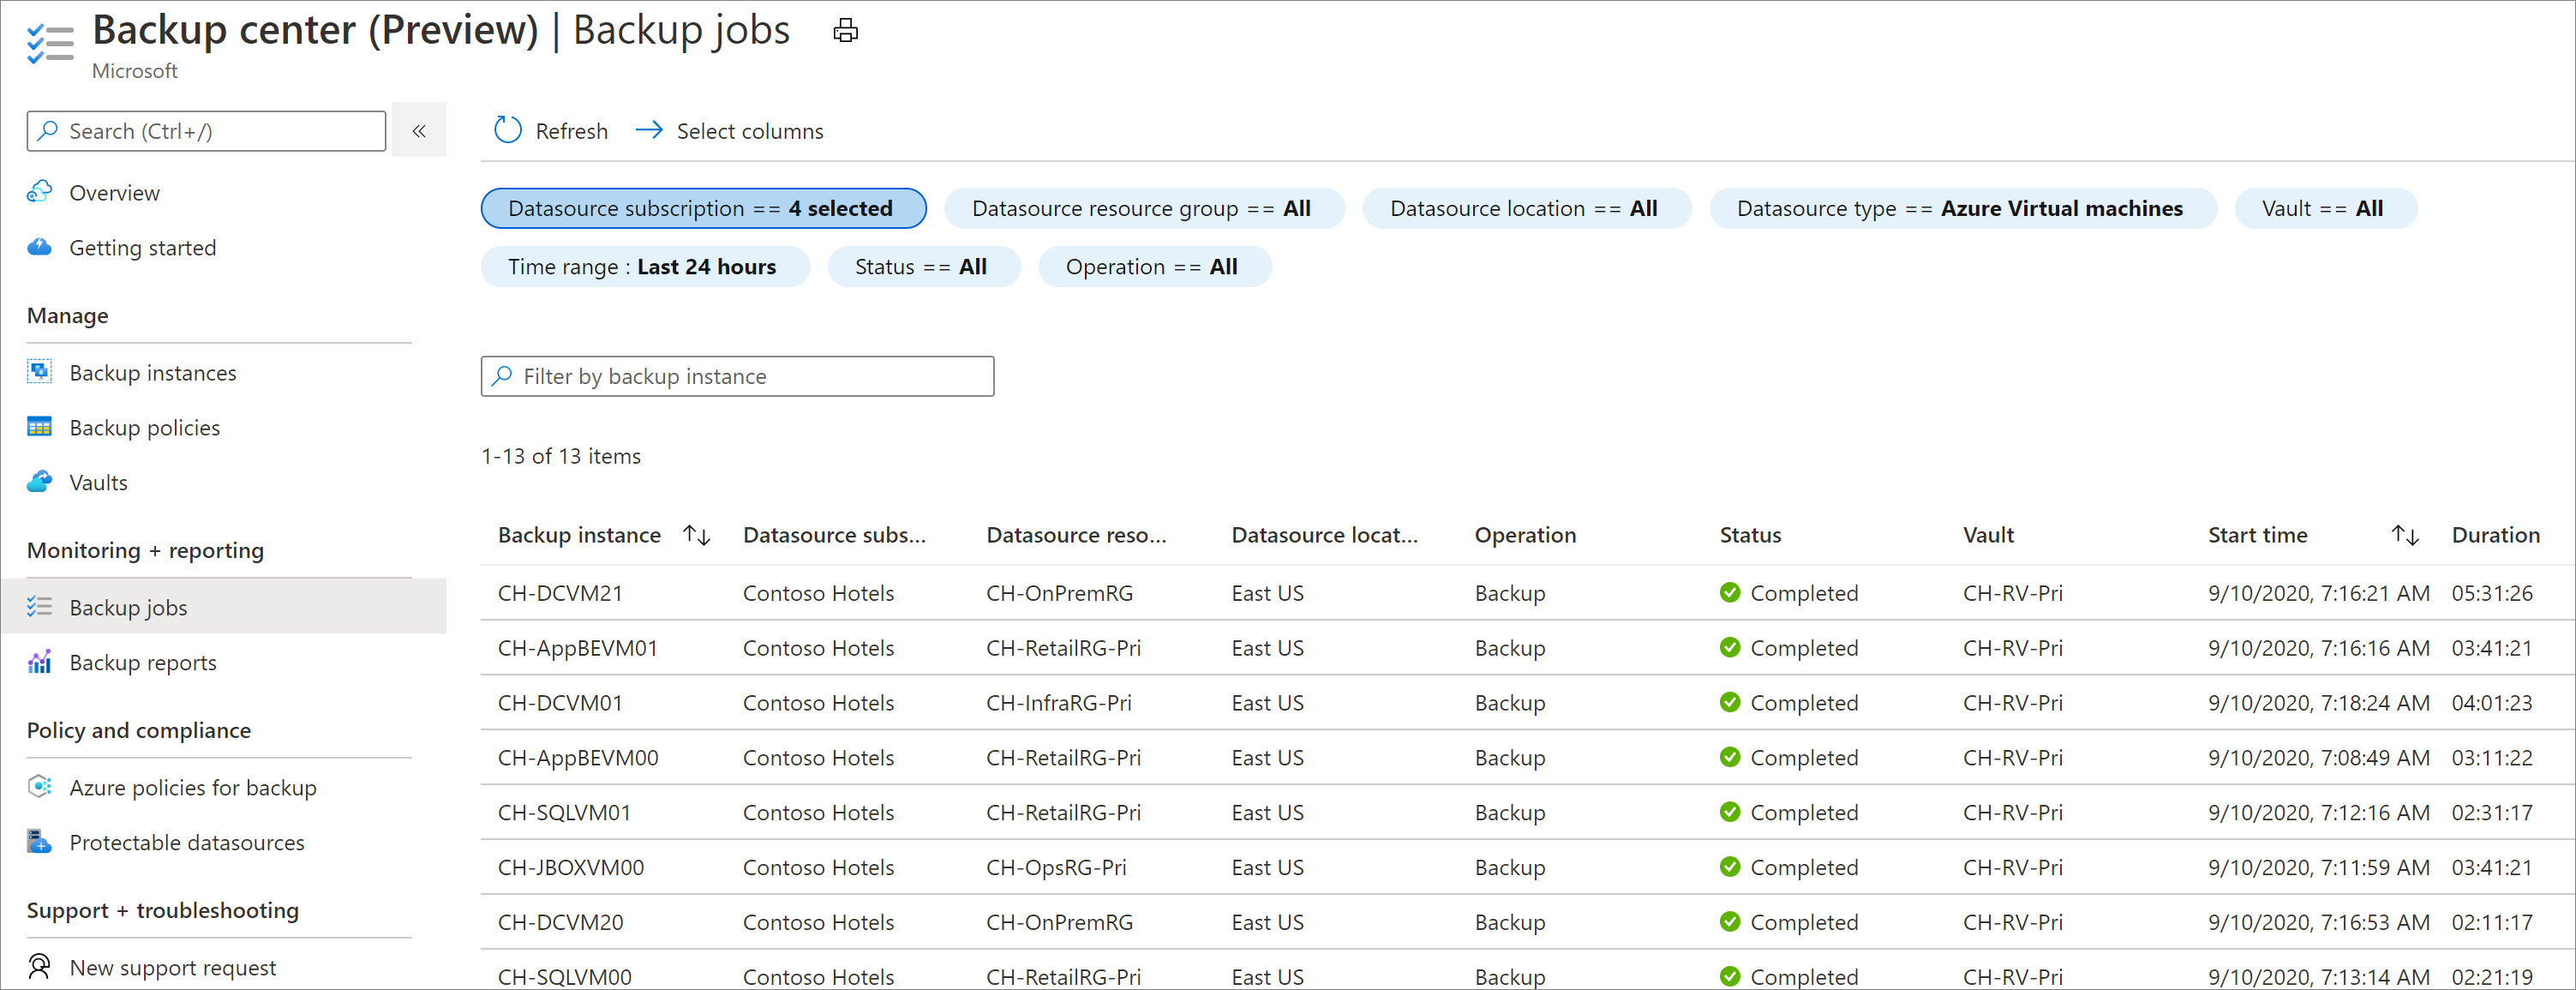 Backup center (Preview) | Backup jobs
Microsoft
Search (Ctrl+/)
«
Overview
Getting started
Manage
Backup instances
Backup policies
Vaults
Monitoring + reporting
Backup jobs
Backup reports
Policy and compliance
Azure policies for backup
Protectable datasources
Support + troubleshooting
New support request
Refresh Select columns
Datasource subscription == 4 selected Datasource resource group == All Datasource location == All Datasource type == Azure Virtual machines Vault == All
Time range : Last 24 hours Status == All Operation == All
Filter by backup instance
1-13 of 13 items
Backup instance Datasource subs... Datasource reso... Datasource locat... Operation Status Vault Start time Duration
CH-DCVM21 Contoso Hotels CH-OnPremRG East US Backup Completed CH-RV-Pri 9/10/2020, 7:16:21 AM 05:31:26
CH-AppBEVM01 Contoso Hotels CH-RetailRG-Pri East US Backup Completed CH-RV-Pri 9/10/2020, 7:16:16 AM 03:41:21
CH-DCVM01 Contoso Hotels CH-InfraRG-Pri East US Backup Completed CH-RV-Pri 9/10/2020, 7:18:24 AM 04:01:23
CH-AppBEVM00 Contoso Hotels CH-RetailRG-Pri East US Backup Completed CH-RV-Pri 9/10/2020, 7:08:49 AM 03:11:22
CH-SQLVM01 Contoso Hotels CH-RetailRG-Pri East US Backup Completed CH-RV-Pri 9/10/2020, 7:12:16 AM 02:31:17
CH-JBOXVM00 Contoso Hotels CH-OpsRG-Pri East US Backup Completed CH-RV-Pri 9/10/2020, 7:11:59 AM 03:41:21
CH-DCVM20 Contoso Hotels CH-OnPremRG East US Backup Completed CH-RV-Pri 9/10/2020, 7:16:53 AM 02:11:17
CH-SQLVM00 Contoso Hotels CH-RetailRG-Pri East US Backup Completed CH-RV-Pri 9/10/2020, 7:13:14 AM 02:21:19